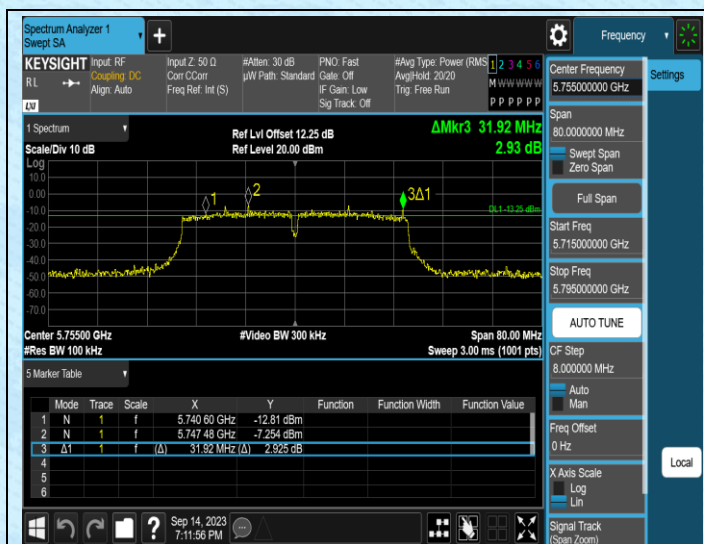 Spectrum Analyzer 1
Swept SA
+
Frequency
KEYSIGHT
RL
LXI
Input: RF
Coupling: DC
Align: Auto
Input Z: 50 Ω
Corr CCorr
Freq Ref: Int (S)
#Atten: 30 dB
µW Path: Standard
PNO: Fast
Gate: Off
IF Gain: Low
Sig Track: Off
#Avg Type: Power (RMS
Avg|Hold: 20/20
Trig: Free Run
1 2 3 4 5 6
M W W W W W
P P P P P P
1 Spectrum
Scale/Div 10 dB
Ref Lvl Offset 12.25 dB
Ref Level 20.00 dBm
ΔMkr3 31.92 MHz
2.93 dB
Log
10.0
0.00
-10.0
-20.0
-30.0
-40.0
-50.0
-60.0
-70.0
1
2
3Δ1
DL1 -13.25 dBm
Center 5.75500 GHz
#Res BW 100 kHz
#Video BW 300 kHz
Span 80.00 MHz
Sweep 3.00 ms (1001 pts)
5 Marker Table
Mode Trace Scale X Y Function Function Width Function Value
1 N 1 f 5.740 60 GHz -12.81 dBm
2 N 1 f 5.747 48 GHz -7.254 dBm
3 Δ1 1 f (Δ) 31.92 MHz (Δ) 2.925 dB
4
5
6
Sep 14, 2023
7:11:56 PM
?
Center Frequency
5.755000000 GHz
Span
80.0000000 MHz
Swept Span
Zero Span
Full Span
Start Freq
5.715000000 GHz
Stop Freq
5.795000000 GHz
AUTO TUNE
CF Step
8.000000 MHz
Auto
Man
Freq Offset
0 Hz
X Axis Scale
Log
Lin
Signal Track
(Span Zoom)
Settings
Local